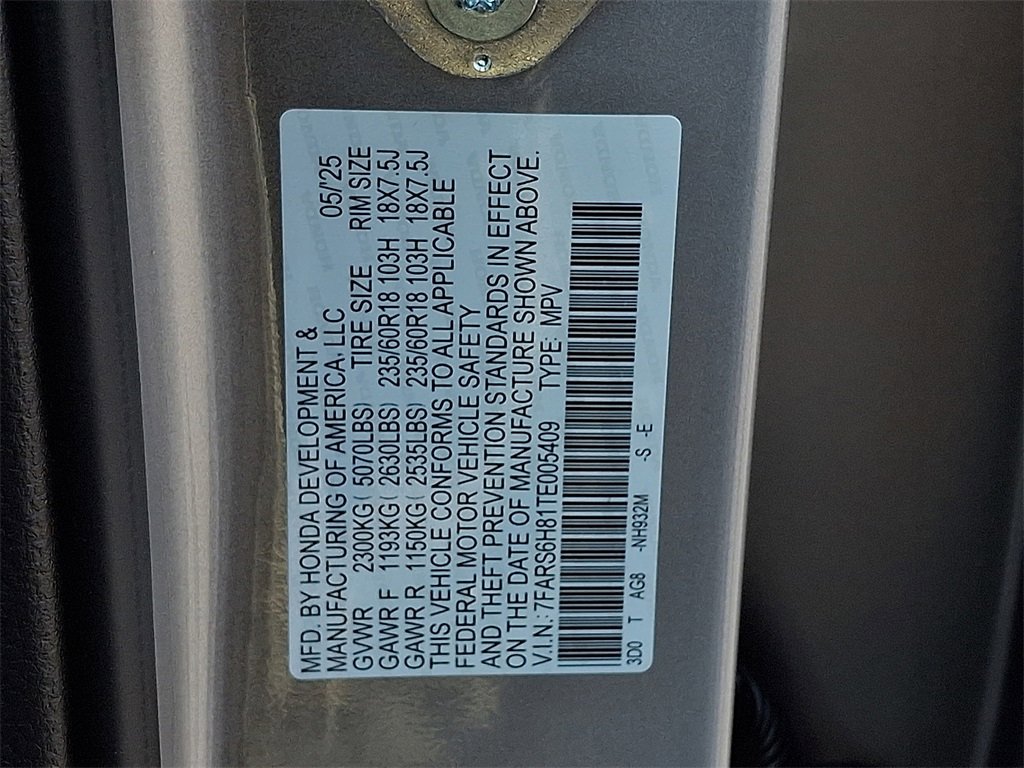 MFD. BY HONDA DEVELOPMENT &
MANUFACTURING OF AMERICA, LLC 05/'25
GVWR 2300KG( 5070LBS) TIRE SIZE RIM SIZE
GAWR F 1193KG( 2630LBS) 235/60R18 103H 18X7.5J
GAWR R 1150KG( 2535LBS) 235/60R18 103H 18X7.5J
THIS VEHICLE CONFORMS TO ALL APPLICABLE
FEDERAL MOTOR VEHICLE SAFETY
AND THEFT PREVENTION STANDARDS IN EFFECT
ON THE DATE OF MANUFACTURE SHOWN ABOVE.
V.I.N.: 7FARS6H81TE005409 TYPE: MPV
3D0 T AG8 -NH932M -S -E